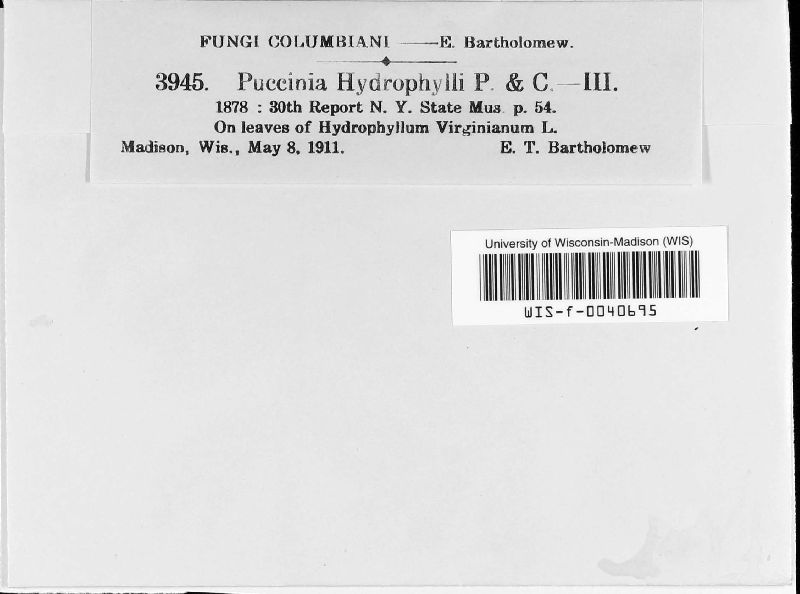 FUNGI COLUMBIANI ——E. Bartholomew.
3945. Puccinia Hydrophylli P. & C.—III.
1878 : 30th Report N. Y. State Mus. p. 54.
On leaves of Hydrophyllum Virginianum L.
Madison, Wis., May 8, 1911. E. T. Bartholomew
University of Wisconsin-Madison (WIS)
WIS-f-0040695